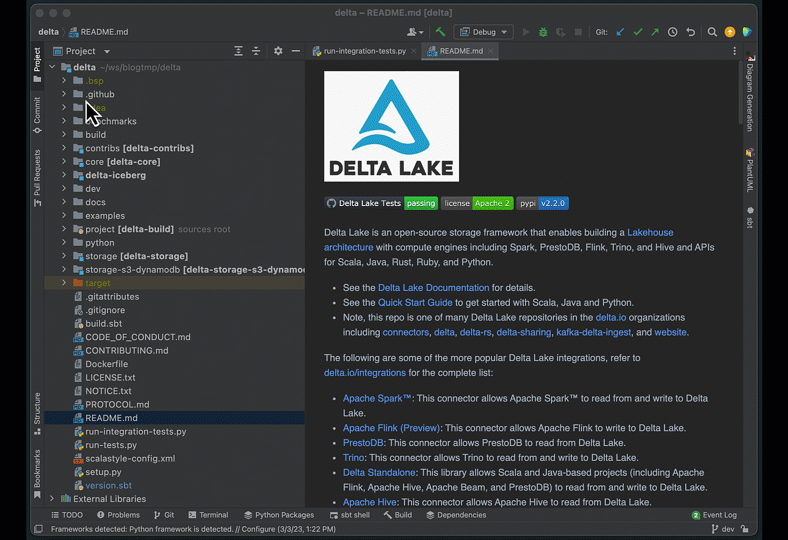 delta – README.md [delta]
delta
README.md
Debug
Git:
Project
run-integration-tests.py
README.md
Project
Commit
Pull Requests
Structure
Bookmarks
delta ~/ws/blogtmp/delta
.bsp
.github
benchmarks
build
contribs [delta-contribs]
core [delta-core]
delta-iceberg
dev
docs
examples
project [delta-build] sources root
python
storage [delta-storage]
storage-s3-dynamodb [delta-storage-s3-dynamo
target
.gitattributes
.gitignore
build.sbt
CODE_OF_CONDUCT.md
CONTRIBUTING.md
Dockerfile
LICENSE.txt
NOTICE.txt
PROTOCOL.md
README.md
run-integration-tests.py
run-tests.py
scalastyle-config.xml
setup.py
version.sbt
External Libraries
DELTA LAKE
Delta Lake Tests passing license Apache 2 pypi v2.2.0
Delta Lake is an open-source storage framework that enables building a Lakehouse
architecture with compute engines including Spark, PrestoDB, Flink, Trino, and Hive and APIs
for Scala, Java, Rust, Ruby, and Python.
• See the Delta Lake Documentation for details.
• See the Quick Start Guide to get started with Scala, Java and Python.
• Note, this repo is one of many Delta Lake repositories in the delta.io organizations
including connectors, delta, delta-rs, delta-sharing, kafka-delta-ingest, and website.
The following are some of the more popular Delta Lake integrations, refer to
delta.io/integrations for the complete list:
• Apache Spark™: This connector allows Apache Spark™ to read from and write to Delta
Lake.
• Apache Flink (Preview): This connector allows Apache Flink to write to Delta Lake.
• PrestoDB: This connector allows PrestoDB to read from Delta Lake.
• Trino: This connector allows Trino to read from and write to Delta Lake.
• Delta Standalone: This library allows Scala and Java-based projects (including Apache
Flink, Apache Hive, Apache Beam, and PrestoDB) to read from and write to Delta Lake.
• Apache Hive: This connector allows Apache Hive to read from Delta Lake.
Diagram Generation
PlantUML
sbt
TODO
Problems
Git
Terminal
Python Packages
sbt shell
Build
Dependencies
2 Event Log
Frameworks detected: Python framework is detected. // Configure (3/3/23, 1:22 PM)
dev